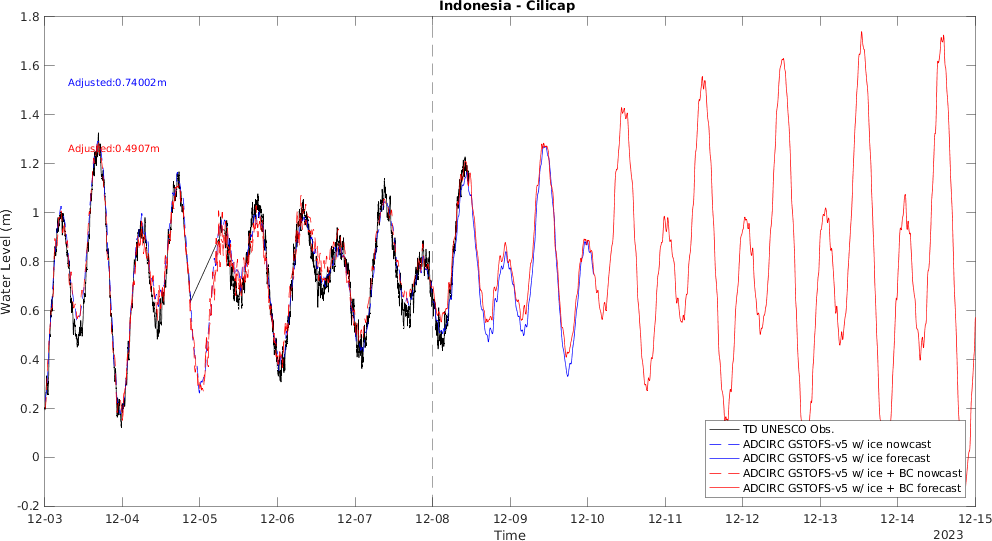 Indonesia - Cilicap
1.8
1.6
1.4
1.2
1
0.8
0.6
0.4
0.2
0
-0.2
Water Level (m)
Adjusted:0.74002m
Adjusted:0.4907m
TD UNESCO Obs.
ADCIRC GSTOFS-v5 w/ ice nowcast
ADCIRC GSTOFS-v5 w/ ice forecast
ADCIRC GSTOFS-v5 w/ ice + BC nowcast
ADCIRC GSTOFS-v5 w/ ice + BC forecast
12-03 12-04 12-05 12-06 12-07 12-08 12-09 12-10 12-11 12-12 12-13 12-14 12-15
Time
2023